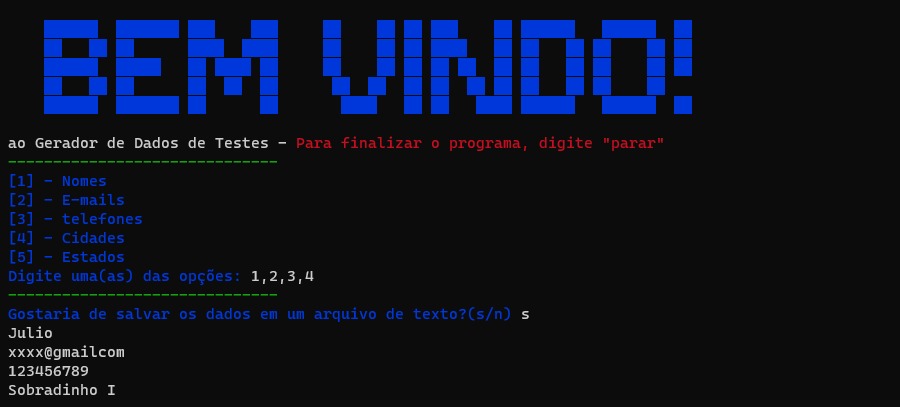 BEM VINDO!
ao Gerador de Dados de Testes - Para finalizar o programa, digite "parar"
------------------------------
[1] - Nomes
[2] - E-mails
[3] - telefones
[4] - Cidades
[5] - Estados
Digite uma(as) das opções: 1,2,3,4
------------------------------
Gostaria de salvar os dados em um arquivo de texto?(s/n) s
Julio
xxxx@gmailcom
123456789
Sobradinho I